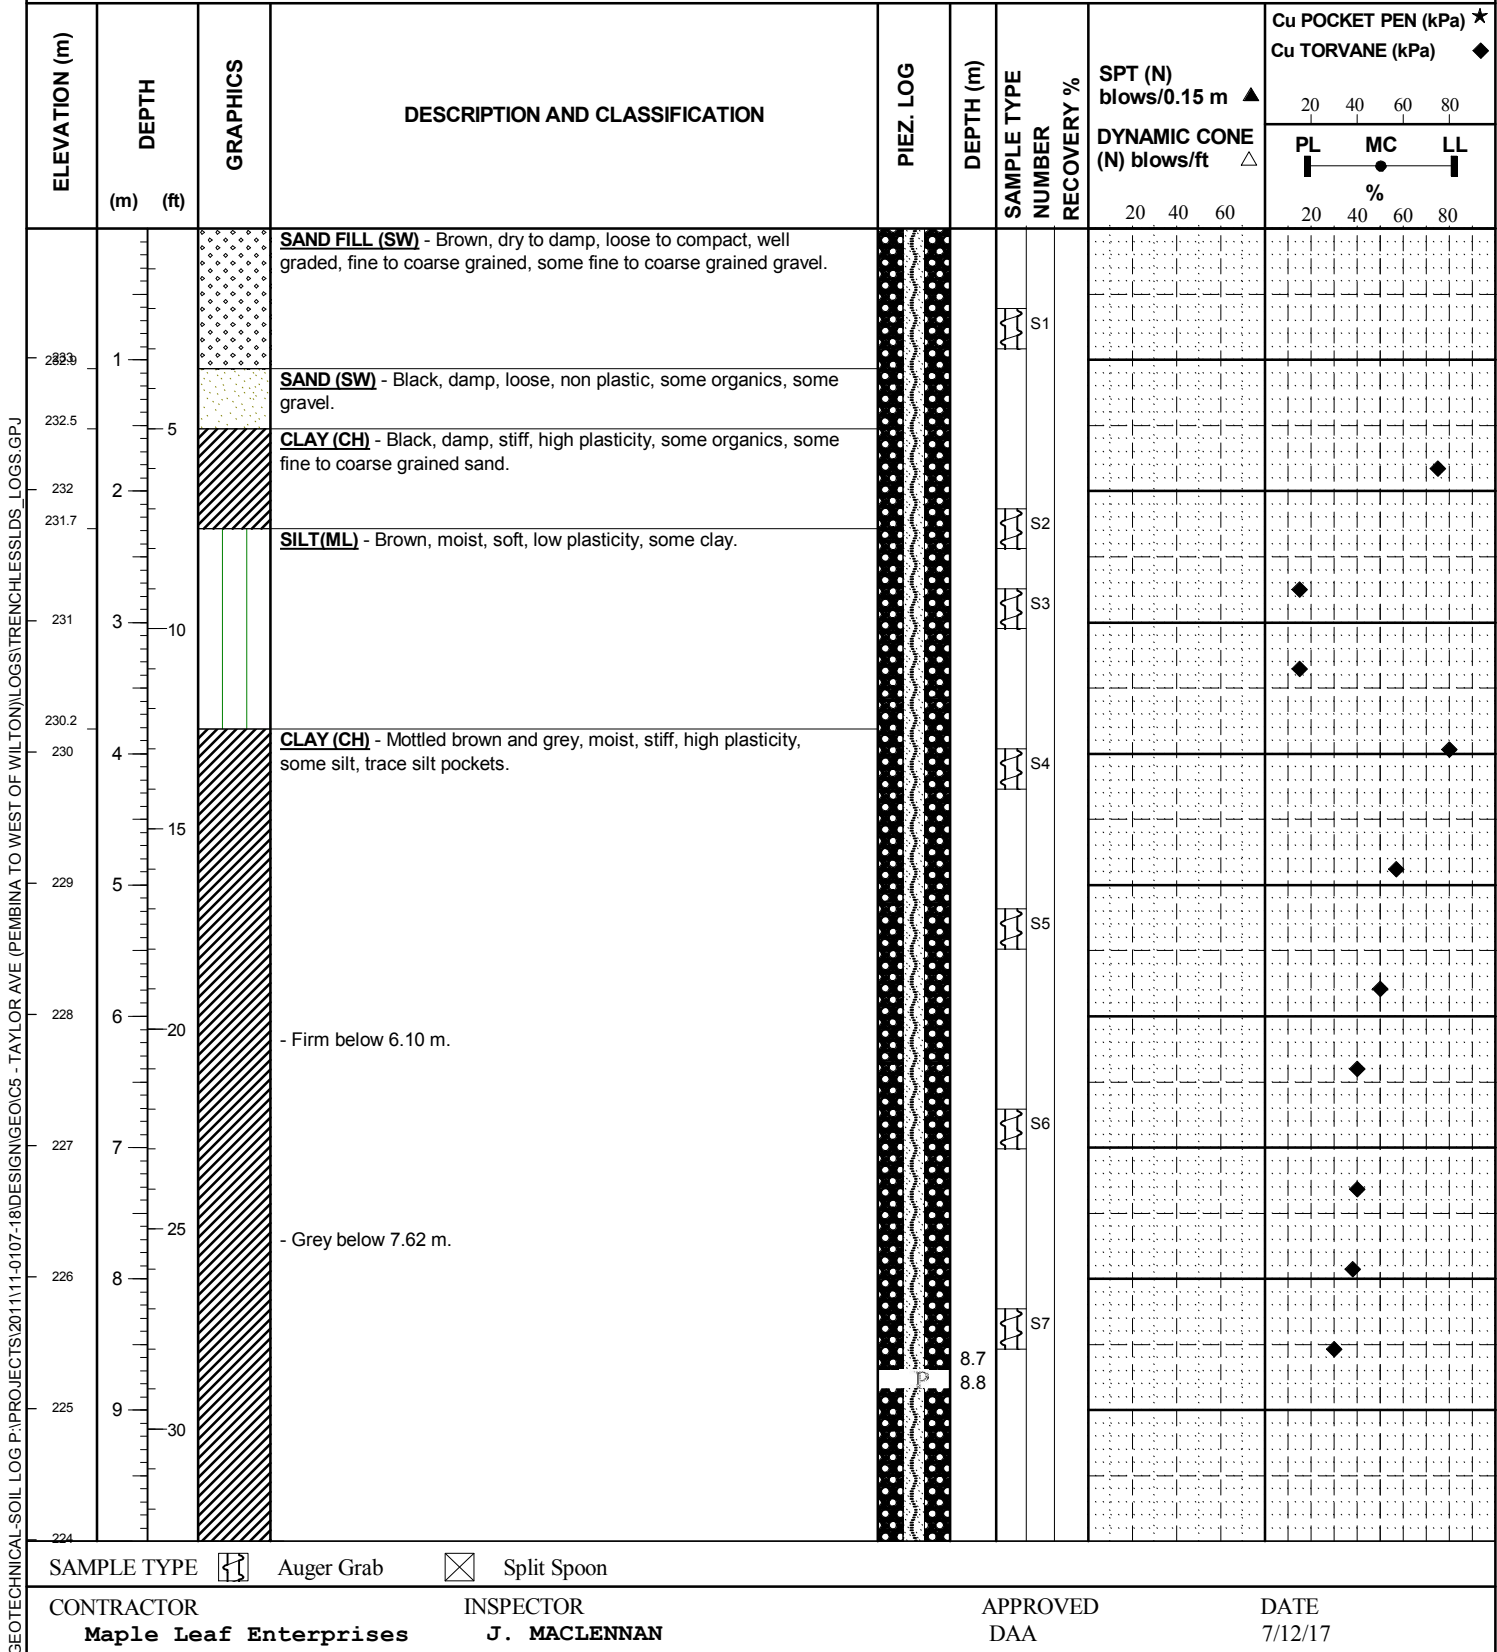 ELEVATION (m)
DEPTH
(m) (ft)
GRAPHICS
DESCRIPTION AND CLASSIFICATION
PIEZ. LOG
DEPTH (m)
SAMPLE TYPE
NUMBER
RECOVERY %
SPT (N)
blows/0.15 m ▲
DYNAMIC CONE
(N) blows/ft △
20 40 60
Cu POCKET PEN (kPa) ★
Cu TORVANE (kPa) ◆
20 40 60 80
PL MC LL
%
20 40 60 80
SAND FILL (SW) - Brown, dry to damp, loose to compact, well
graded, fine to coarse grained, some fine to coarse grained gravel.
S1
233
232.9
1
SAND (SW) - Black, damp, loose, non plastic, some organics, some
gravel.
232.5
5
CLAY (CH) - Black, damp, stiff, high plasticity, some organics, some
fine to coarse grained sand.
232
2
231.7
S2
SILT(ML) - Brown, moist, soft, low plasticity, some clay.
S3
231
3
10
230.2
CLAY (CH) - Mottled brown and grey, moist, stiff, high plasticity,
some silt, trace silt pockets.
230
4
S4
15
229
5
S5
228
6
20
- Firm below 6.10 m.
S6
227
7
25
- Grey below 7.62 m.
226
8
S7
8.7
P
8.8
225
9
30
224
SAMPLE TYPE Auger Grab Split Spoon
CONTRACTOR INSPECTOR APPROVED DATE
Maple Leaf Enterprises J. MACLENNAN DAA 7/12/17
GEOTECHNICAL-SOIL LOG P:\PROJECTS\2011\11-0107-18\DESIGN\GEO\C5 - TAYLOR AVE (PEMBINA TO WEST OF WILTON)\LOGS\TRENCHLESSLDS_LOGS.GPJ